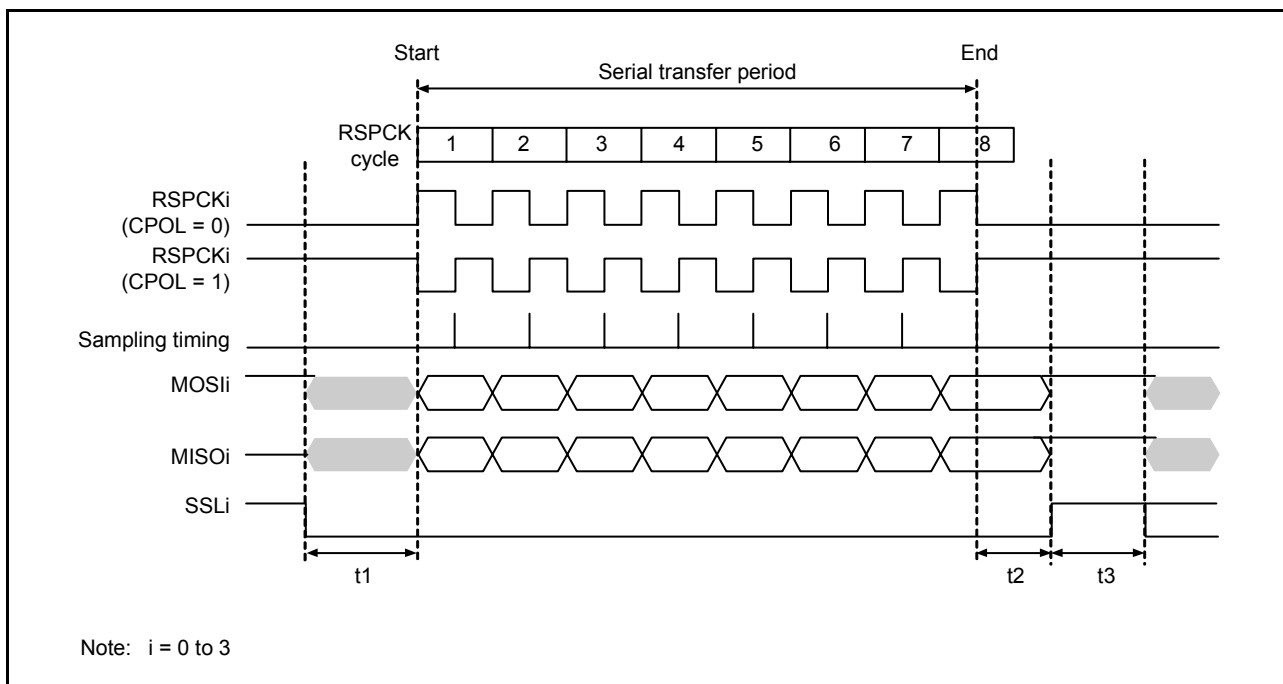 Start
End
Serial transfer period
RSPCK
cycle
1 2 3 4 5 6 7 8
RSPCKi
(CPOL = 0)
RSPCKi
(CPOL = 1)
Sampling timing
MOSIi
MISOi
SSLi
t1
t2
t3
Note: i = 0 to 3